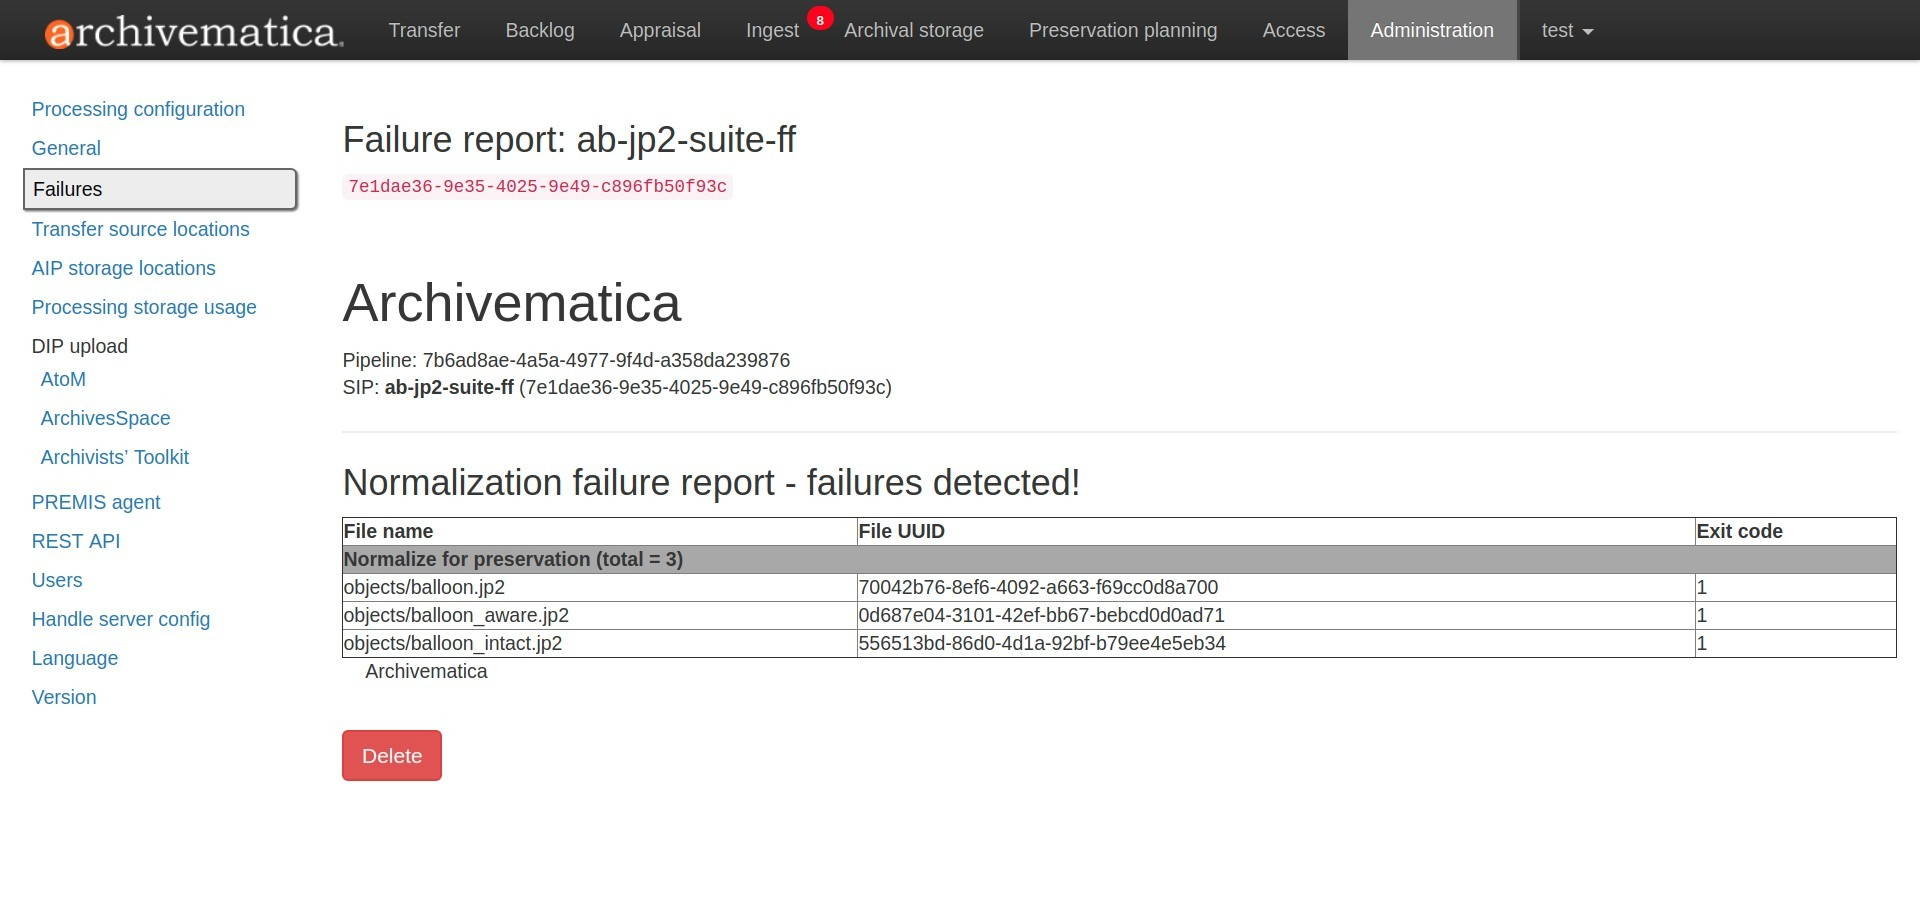 archivematica.
Transfer Backlog Appraisal Ingest 8 Archival storage Preservation planning Access Administration test
Processing configuration
General
Failures
Transfer source locations
AIP storage locations
Processing storage usage
DIP upload
AtoM
ArchivesSpace
Archivists’ Toolkit
PREMIS agent
REST API
Users
Handle server config
Language
Version
Failure report: ab-jp2-suite-ff
7e1dae36-9e35-4025-9e49-c896fb50f93c
Archivematica
Pipeline: 7b6ad8ae-4a5a-4977-9f4d-a358da239876
SIP: ab-jp2-suite-ff (7e1dae36-9e35-4025-9e49-c896fb50f93c)
Normalization failure report - failures detected!
File name File UUID Exit code
Normalize for preservation (total = 3)
objects/balloon.jp2 70042b76-8ef6-4092-a663-f69cc0d8a700 1
objects/balloon_aware.jp2 0d687e04-3101-42ef-bb67-bebcd0d0ad71 1
objects/balloon_intact.jp2 556513bd-86d0-4d1a-92bf-b79ee4e5eb34 1
Archivematica
Delete